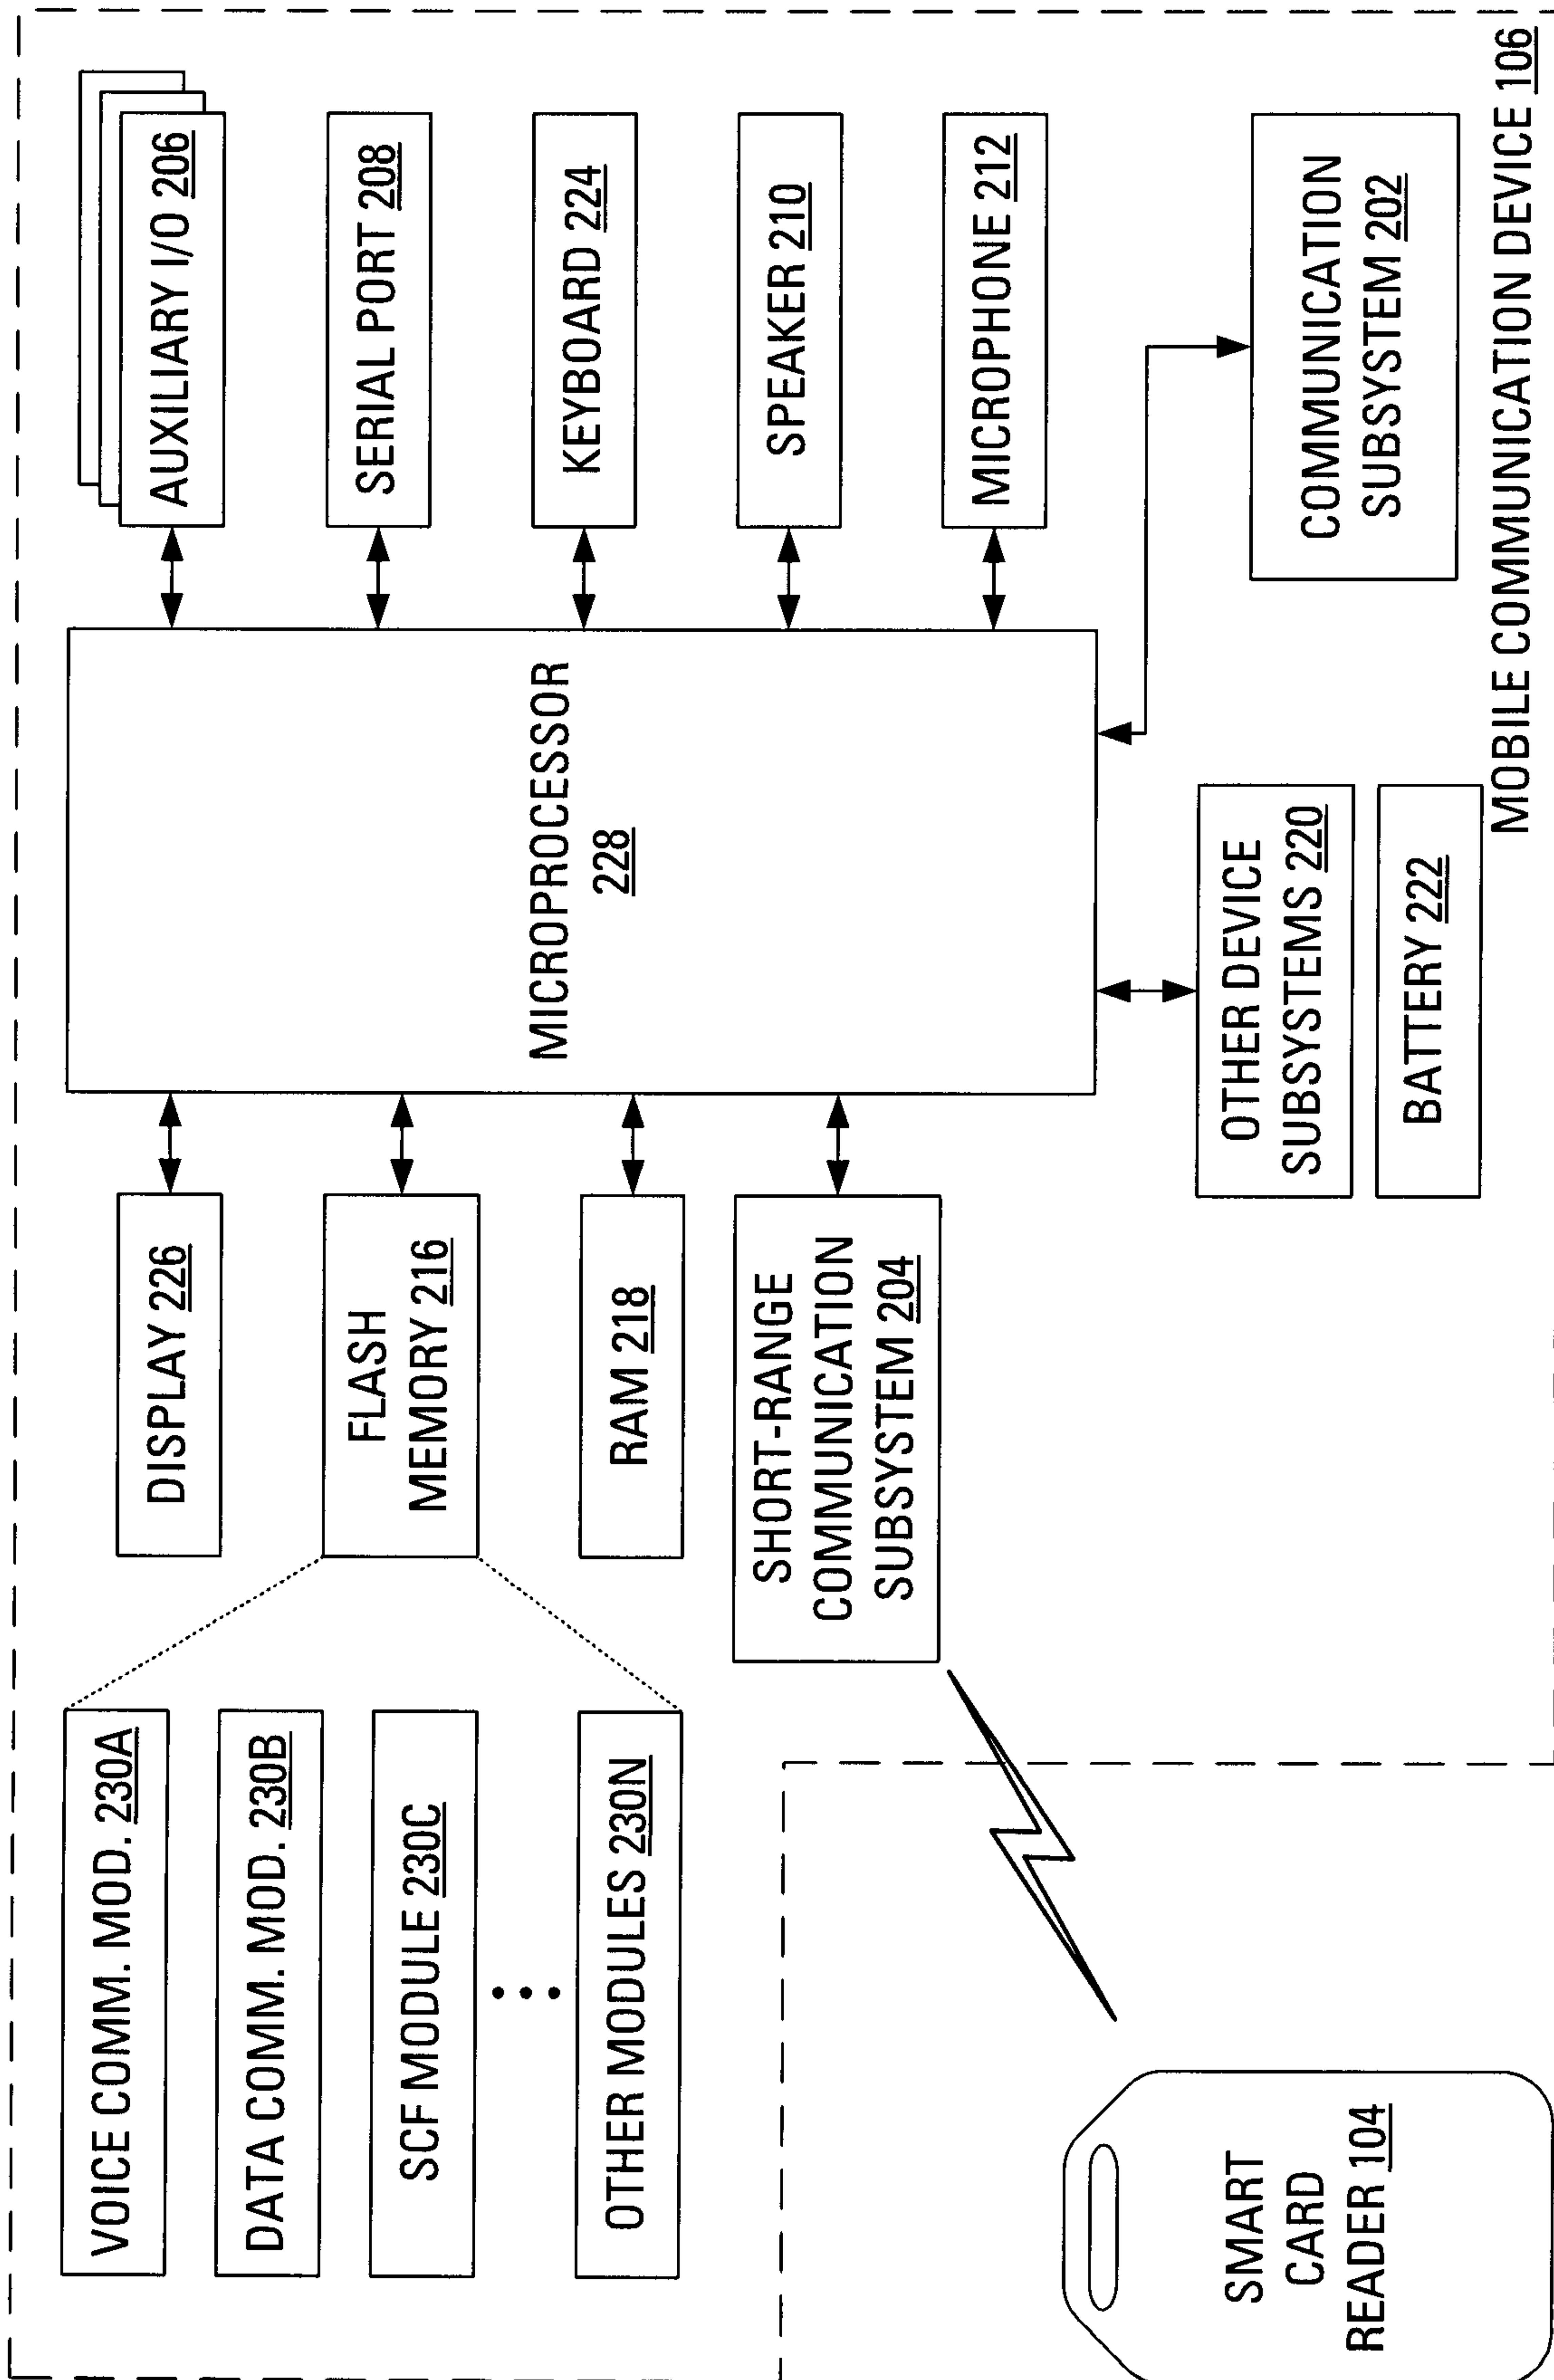 VOICE COMM. MOD. 230A
DATA COMM. MOD. 230B
SCF MODULE 230C
OTHER MODULES 230N
DISPLAY 226
FLASH
MEMORY 216
RAM 218
SHORT-RANGE
COMMUNICATION
SUBSYSTEM 204
MICROPROCESSOR
228
AUXILIARY I/O 206
SERIAL PORT 208
KEYBOARD 224
SPEAKER 210
MICROPHONE 212
OTHER DEVICE
SUBSYSTEMS 220
BATTERY 222
COMMUNICATION
SUBSYSTEM 202
SMART
CARD
READER 104
MOBILE COMMUNICATION DEVICE 106